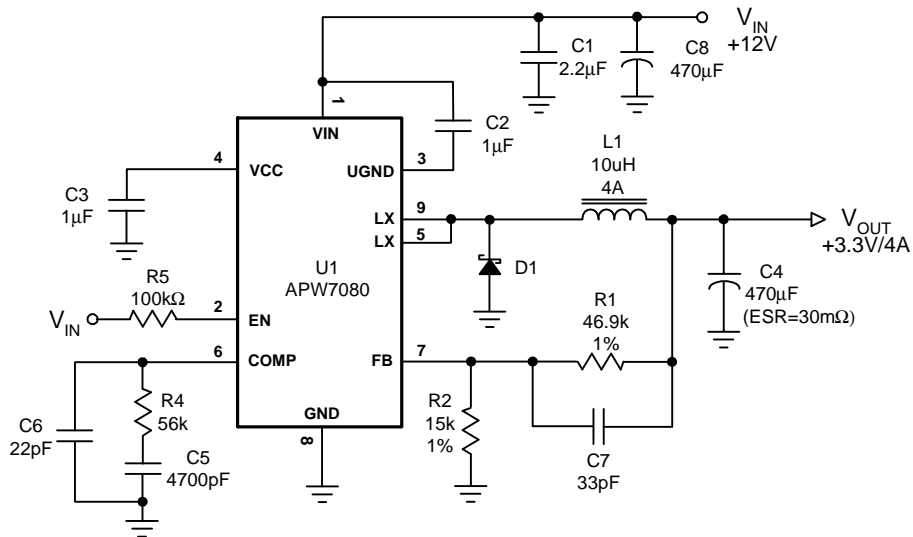 V_IN
+12V
C1
2.2μF
C8
470μF
1
VIN
C2
1μF
4
VCC
UGND
3
L1
10uH
4A
C3
1μF
LX
9
LX
5
V_OUT
+3.3V/4A
U1
APW7080
D1
C4
470μF
(ESR=30mΩ)
R5
100kΩ
V_IN
2
EN
R1
46.9k
1%
6
COMP
FB
7
R4
56k
C6
22pF
GND
8
R2
15k
1%
C5
4700pF
C7
33pF